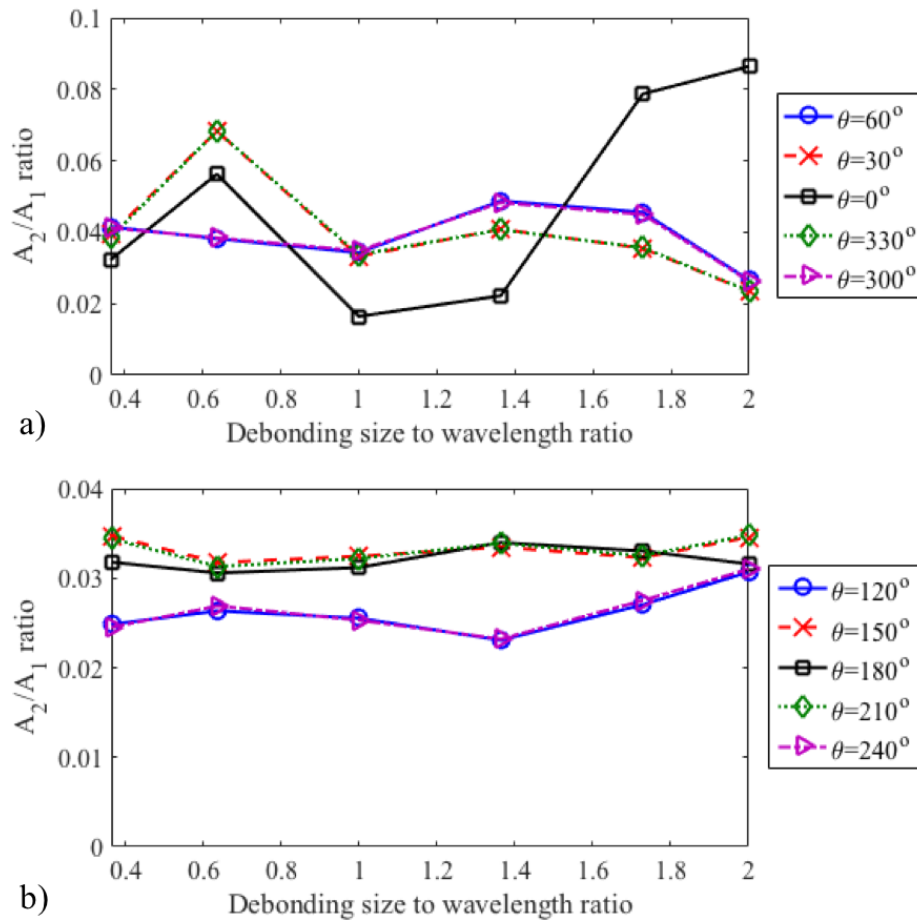 0.1
0.08
0.06
0.04
0.02
0
A2/A1 ratio
0.4 0.6 0.8 1 1.2 1.4 1.6 1.8 2
Debonding size to wavelength ratio
a)
θ=60°
θ=30°
θ=0°
θ=330°
θ=300°
0.04
0.03
0.02
0.01
0
A2/A1 ratio
0.4 0.6 0.8 1 1.2 1.4 1.6 1.8 2
Debonding size to wavelength ratio
b)
θ=120°
θ=150°
θ=180°
θ=210°
θ=240°